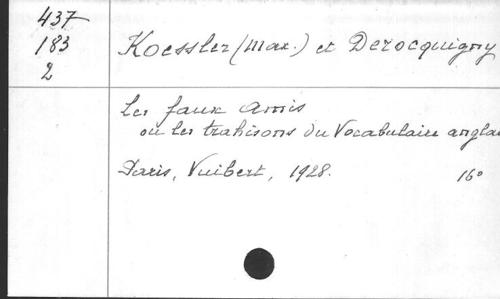 437
183
2
Koessler (Max.) et Derocquigny
Les faux amis
ou les trahisons du Vocabulaire anglai
Paris, Vuibert, 1928. 16°